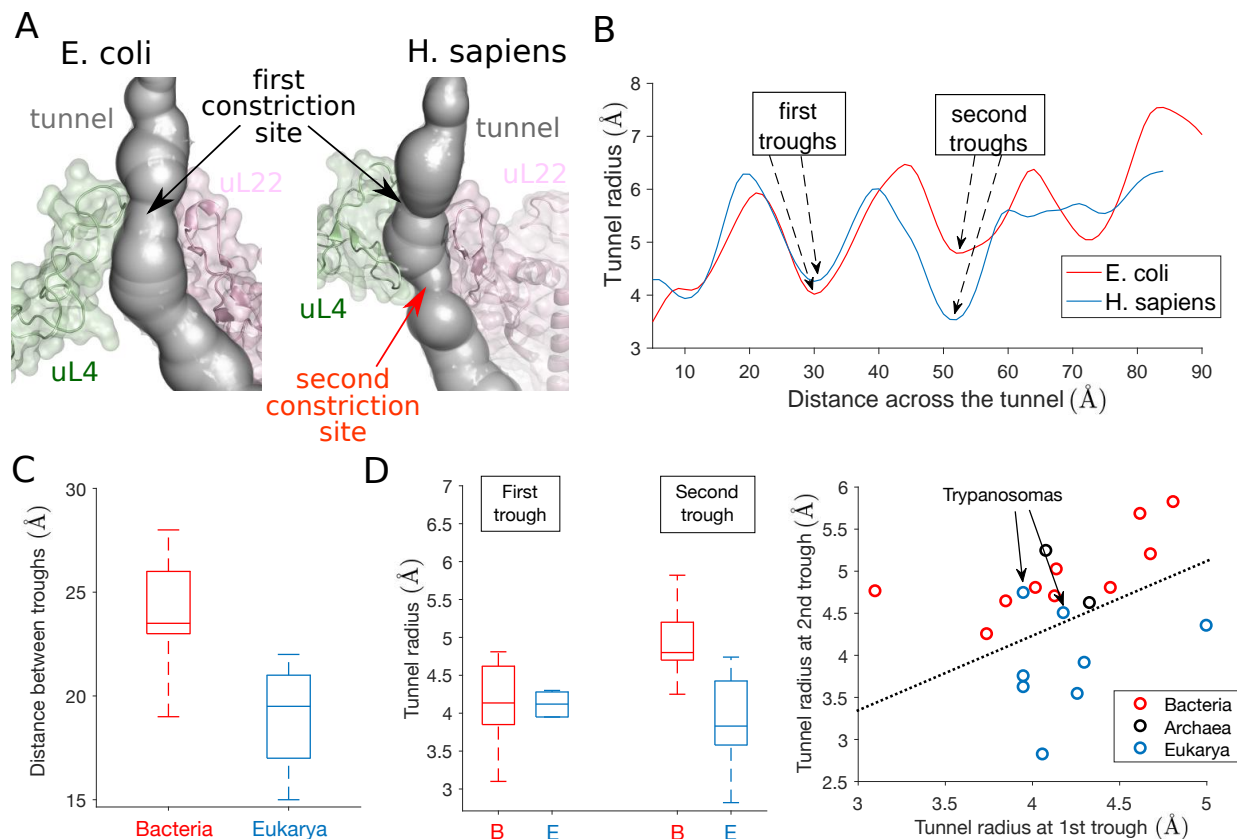 A
E. coli
H. sapiens
first
constriction
site
tunnel
tunnel
uL22
uL22
uL4
uL4
second
constriction
site
B
Tunnel radius (Å)
8
7
6
5
4
3
first
troughs
second
troughs
E. coli
H. sapiens
10 20 30 40 50 60 70 80 90
Distance across the tunnel (Å)
C
Distance between troughs (Å)
30
25
20
15
Bacteria Eukarya
D
Tunnel radius (Å)
7
6.5
6
5.5
5
4.5
4
3.5
3
First
trough
Second
trough
B E B E
Tunnel radius at 2nd trough (Å)
6
5.5
5
4.5
4
3.5
3
2.5
Trypanosomas
Bacteria
Archaea
Eukarya
3 3.5 4 4.5 5
Tunnel radius at 1st trough (Å)